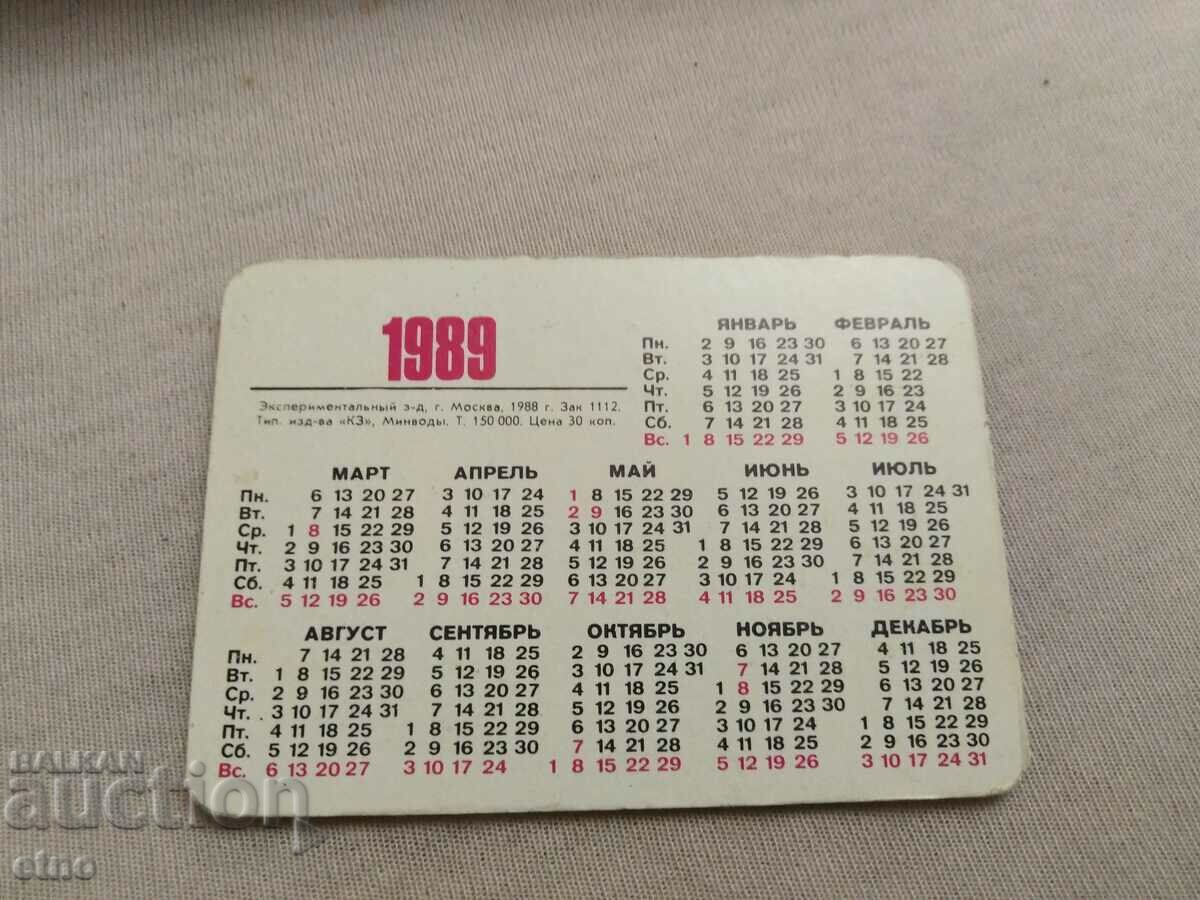 1989
Экспериментальный з-д, г. Москва, 1988 г. Зак 1112.
Тип. изд-ва «КЗ», Минводы. Т. 150 000. Цена 30 коп.
ЯНВАРЬ ФЕВРАЛЬ
Пн. 2 9 16 23 30 6 13 20 27
Вт. 3 10 17 24 31 7 14 21 28
Ср. 4 11 18 25 1 8 15 22
Чт. 5 12 19 26 2 9 16 23
Пт. 6 13 20 27 3 10 17 24
Сб. 7 14 21 28 4 11 18 25
Вс. 1 8 15 22 29 5 12 19 26
МАРТ АПРЕЛЬ МАЙ ИЮНЬ ИЮЛЬ
Пн. 6 13 20 27 3 10 17 24 1 8 15 22 29 5 12 19 26 3 10 17 24 31
Вт. 7 14 21 28 4 11 18 25 2 9 16 23 30 6 13 20 27 4 11 18 25
Ср. 1 8 15 22 29 5 12 19 26 3 10 17 24 31 7 14 21 28 5 12 19 26
Чт. 2 9 16 23 30 6 13 20 27 4 11 18 25 1 8 15 22 29 6 13 20 27
Пт. 3 10 17 24 31 7 14 21 28 5 12 19 26 2 9 16 23 30 7 14 21 28
Сб. 4 11 18 25 1 8 15 22 29 6 13 20 27 3 10 17 24 1 8 15 22 29
Вс. 5 12 19 26 2 9 16 23 30 7 14 21 28 4 11 18 25 2 9 16 23 30
АВГУСТ СЕНТЯБРЬ ОКТЯБРЬ НОЯБРЬ ДЕКАБРЬ
Пн. 7 14 21 28 4 11 18 25 2 9 16 23 30 6 13 20 27 4 11 18 25
Вт. 1 8 15 22 29 5 12 19 26 3 10 17 24 31 7 14 21 28 5 12 19 26
Ср. 2 9 16 23 30 6 13 20 27 4 11 18 25 1 8 15 22 29 6 13 20 27
Чт. 3 10 17 24 31 7 14 21 28 5 12 19 26 2 9 16 23 30 7 14 21 28
Пт. 4 11 18 25 1 8 15 22 29 6 13 20 27 3 10 17 24 1 8 15 22 29
Сб. 5 12 19 26 2 9 16 23 30 7 14 21 28 4 11 18 25 2 9 16 23 30
Вс. 6 13 20 27 3 10 17 24 1 8 15 22 29 5 12 19 26 3 10 17 24 31
BALKAN
auction
etno